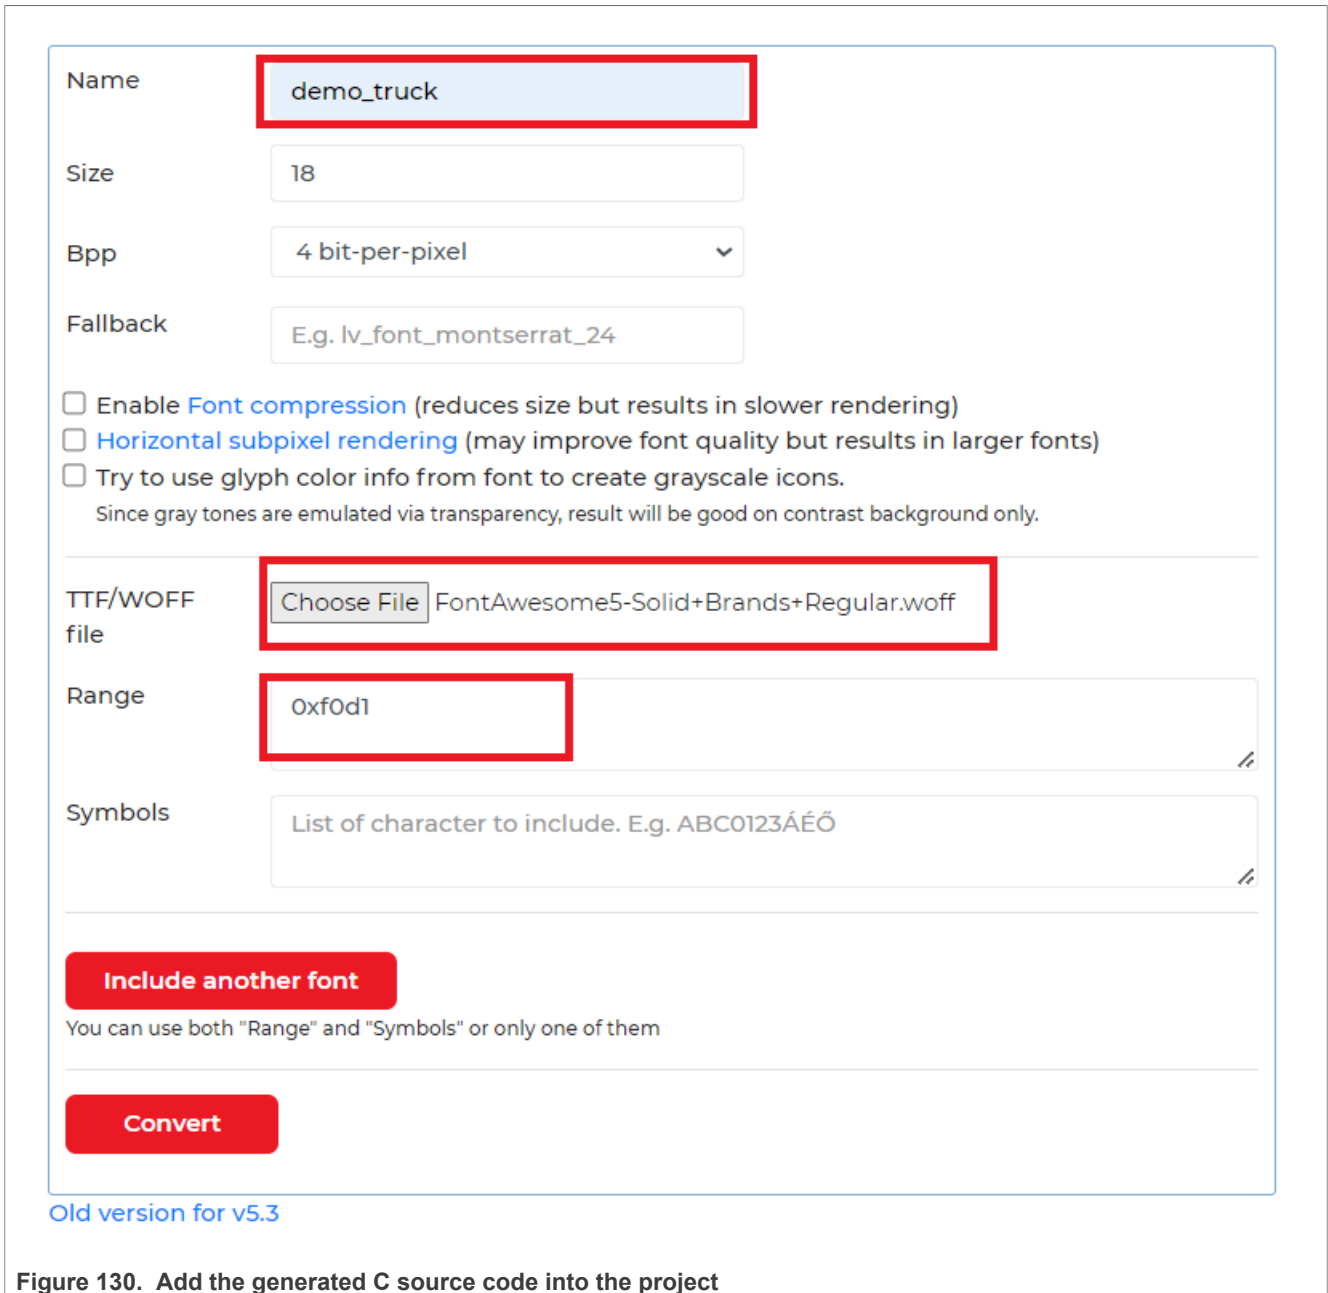 Name
demo_truck
Size
18
Bpp
4 bit-per-pixel
Fallback
E.g. lv_font_montserrat_24
Enable Font compression (reduces size but results in slower rendering)
Horizontal subpixel rendering (may improve font quality but results in larger fonts)
Try to use glyph color info from font to create grayscale icons.
Since gray tones are emulated via transparency, result will be good on contrast background only.
TTF/WOFF
file
Choose File FontAwesome5-Solid+Brands+Regular.woff
Range
0xf0d1
Symbols
List of character to include. E.g. ABC0123ÁÉŐ
Include another font
You can use both "Range" and "Symbols" or only one of them
Convert
Old version for v5.3
Figure 130. Add the generated C source code into the project